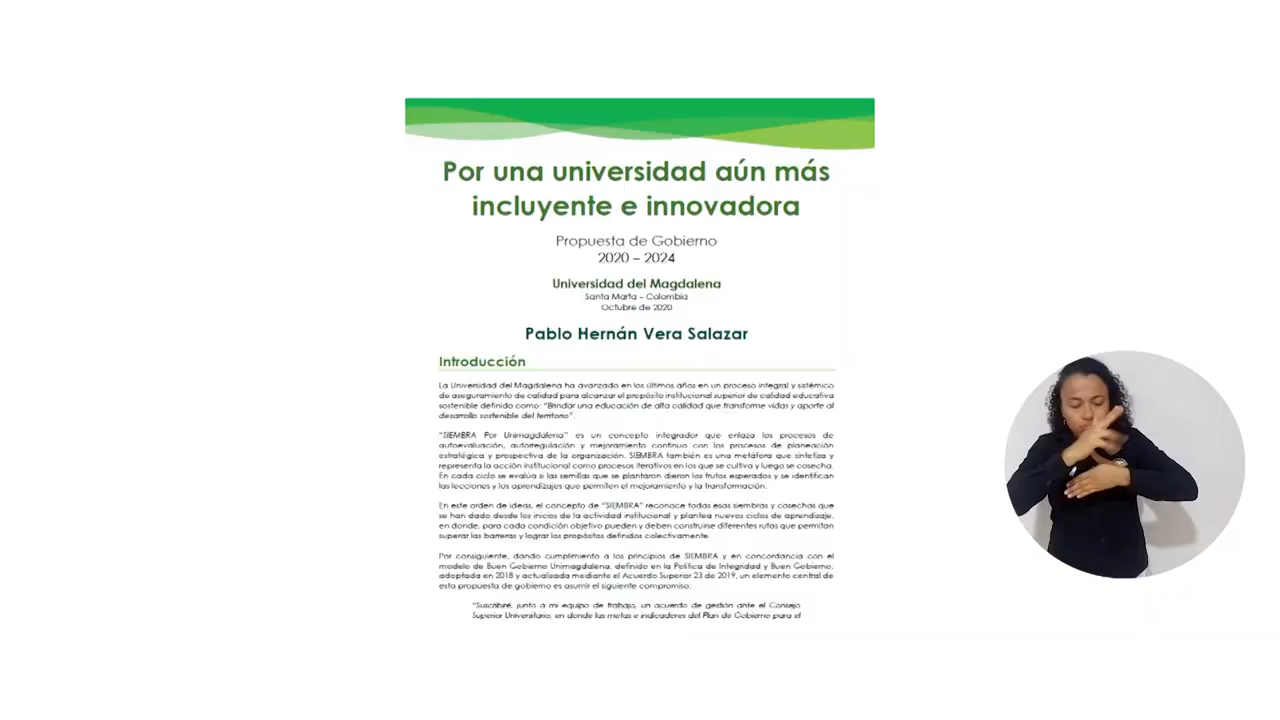 Por una universidad aún más
incluyente e innovadora
Propuesta de Gobierno
2020 – 2024
Universidad del Magdalena
Santa Marta – Colombia
Octubre de 2020
Pablo Hernán Vera Salazar
Introducción
La Universidad del Magdalena ha avanzado en los últimos años en un proceso integral y sistémico
de aseguramiento de calidad para alcanzar el propósito institucional superior de calidad educativa
sostenible definido como: “Brindar una educación de alta calidad que transforme vidas y aporte al
desarrollo sostenible del territorio”.
“SIEMBRA Por Unimagdalena” es un concepto integrador que enlaza los procesos de
autoevaluación, autorregulación y mejoramiento continuo con los procesos de planeación
estratégica y prospectiva de la organización. SIEMBRA también es una metáfora que sintetiza y
representa la acción institucional como procesos iterativos en los que se cultiva y luego se cosecha.
En cada ciclo se evalúa si las semillas que se plantaron dieron los frutos esperados y se identifican
las lecciones y los aprendizajes que permiten el mejoramiento y la transformación.
En este orden de ideas, el concepto de “SIEMBRA” reconoce todas esas siembras y cosechas que
se han dado desde los inicios de la actividad institucional y plantea nuevos ciclos de aprendizaje,
en donde, para cada condición objetivo pueden y deben construirse diferentes rutas que permitan
superar las barreras y lograr los propósitos definidos colectivamente.
Por consiguiente, dando cumplimiento a los principios de SIEMBRA y en concordancia con el
modelo de Buen Gobierno Unimagdalena, definido en la Política de Integridad y Buen Gobierno,
adoptada en 2018 y actualizada mediante el Acuerdo Superior 23 de 2019, un elemento central de
esta propuesta de gobierno es asumir el siguiente compromiso:
“Suscribiré, junto a mi equipo de trabajo, un acuerdo de gestión ante el Consejo
Superior Universitario, en donde las metas e indicadores del Plan de Gobierno para el